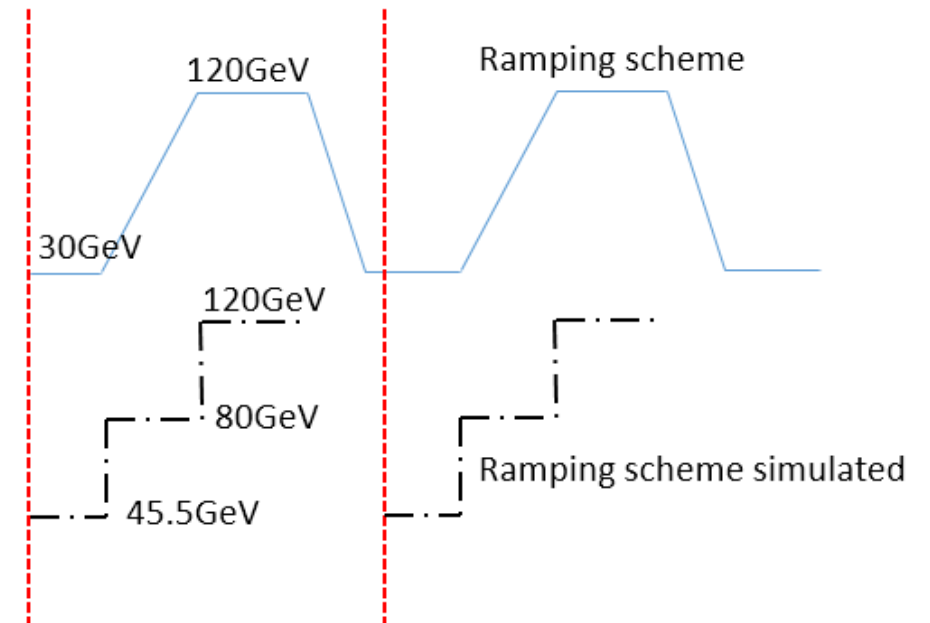 120GeV
Ramping scheme
30GeV
120GeV
80GeV
Ramping scheme simulated
45.5GeV